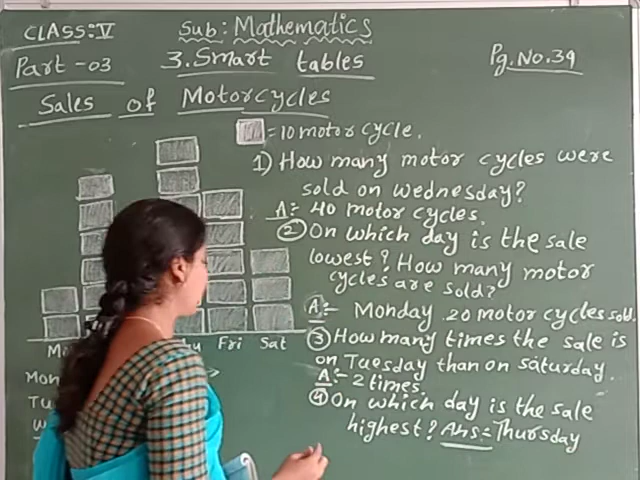 CLASS:V
Sub: Mathematics
Part-03
3. Smart tables
Pg. No. 39
Sales of Motorcycles
= 10 motor cycle.
1) How many motor cycles were
sold on wednesday?
A:- 40 motor cycles.
② On which day is the sale
lowest? How many motor
cycles are sold?
A:- Monday. 20 motor cycles sold.
③ How many times the sale is
on Tuesday than on saturday.
A:- 2 times.
④ On which day is the sale
highest? Ans = Thursday
Fri Sat
Mon
Tu
W